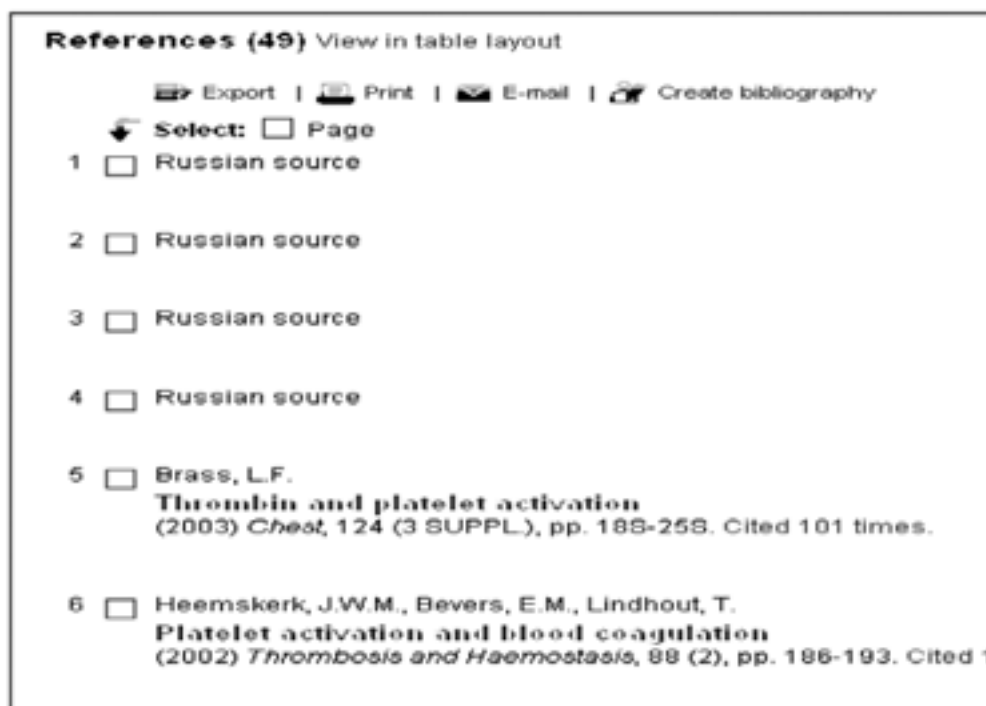 References (49) View in table layout
Export | Print | E-mail | Create bibliography
Select: Page
1 Russian source
2 Russian source
3 Russian source
4 Russian source
5 Brass, L.F.
Thrombin and platelet activation
(2003) Chest, 124 (3 SUPPL.), pp. 18S-25S. Cited 101 times.
6 Heemskerk, J.W.M., Bevers, E.M., Lindhout, T.
Platelet activation and blood coagulation
(2002) Thrombosis and Haemostasis, 88 (2), pp. 186-193. Cited 1